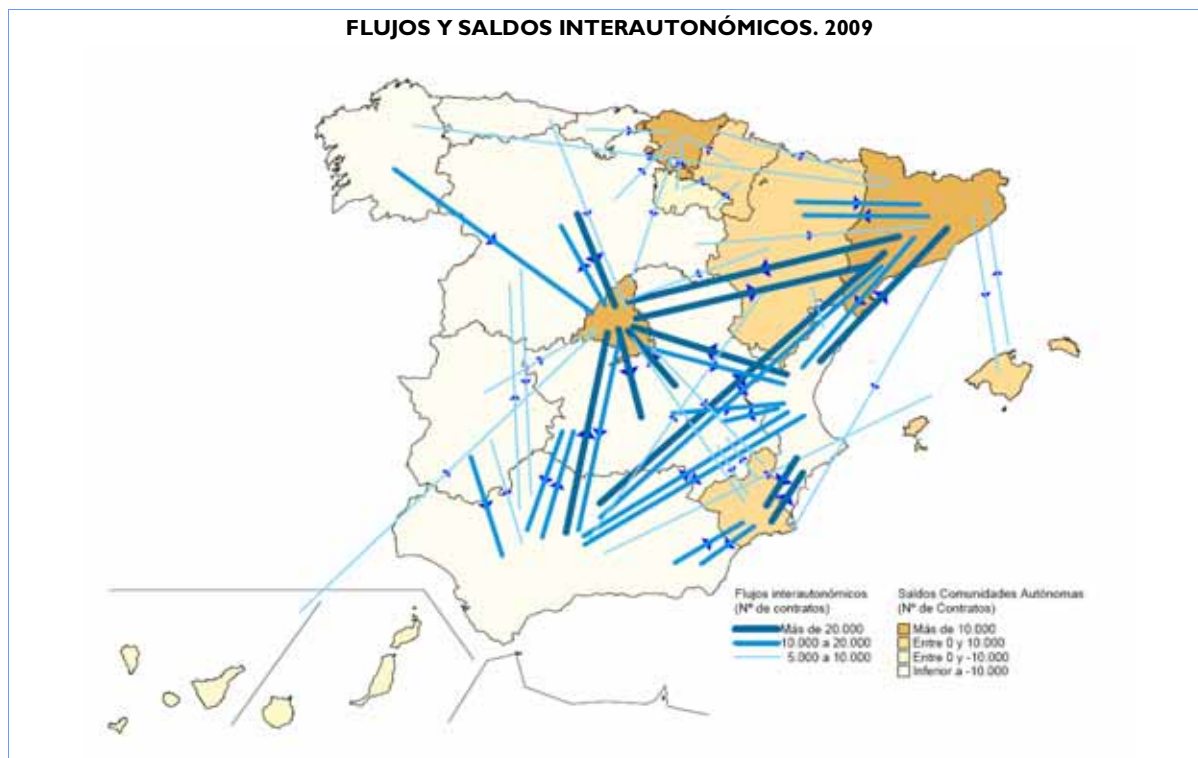 FLUJOS Y SALDOS INTERAUTONÓMICOS. 2009
Flujos interautonómicos
(Nº de contratos)
Más de 20.000
10.000 a 20.000
5.000 a 10.000
Saldos Comunidades Autónomas
(Nº de Contratos)
Más de 10.000
Entre 0 y 10.000
Entre 0 y -10.000
Inferior a -10.000